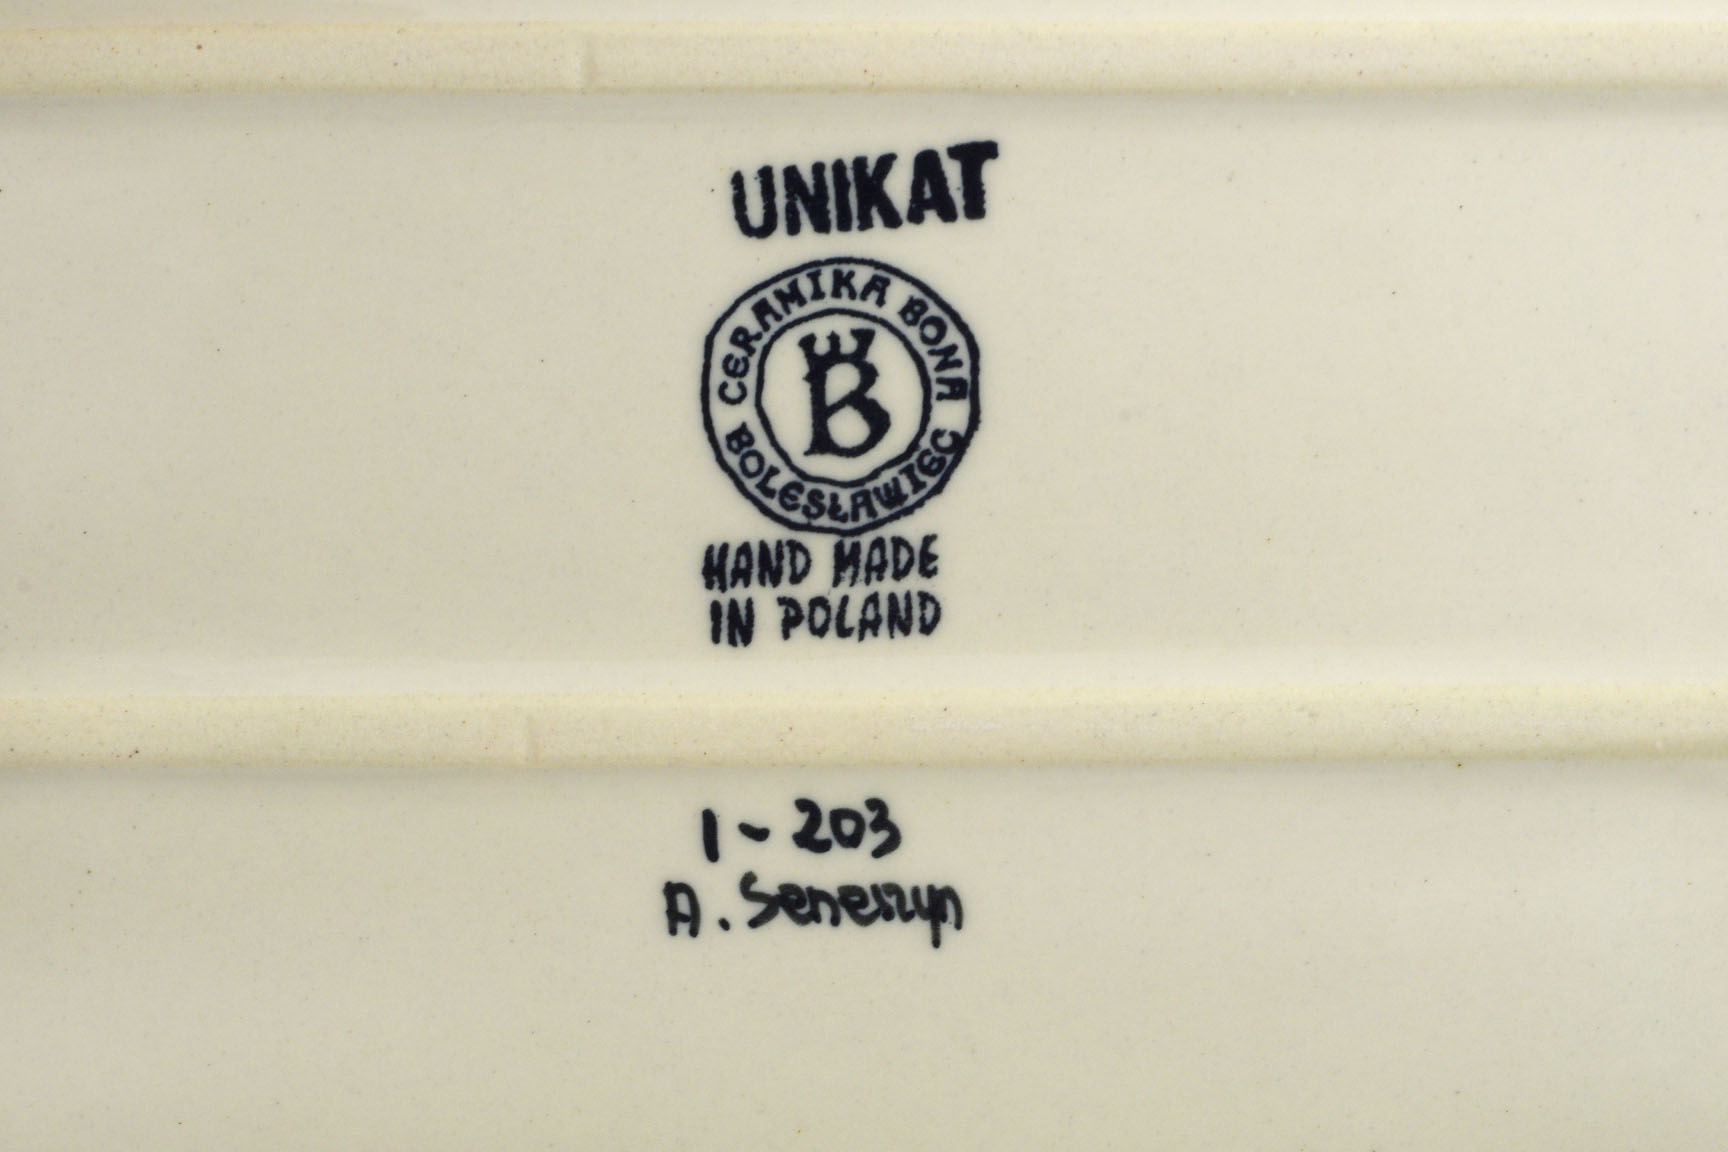 UNIKAT
CERAMIKA BONA
B
BOLESŁAWIEC
HAND MADE
IN POLAND
1-203
A. Seneszyn